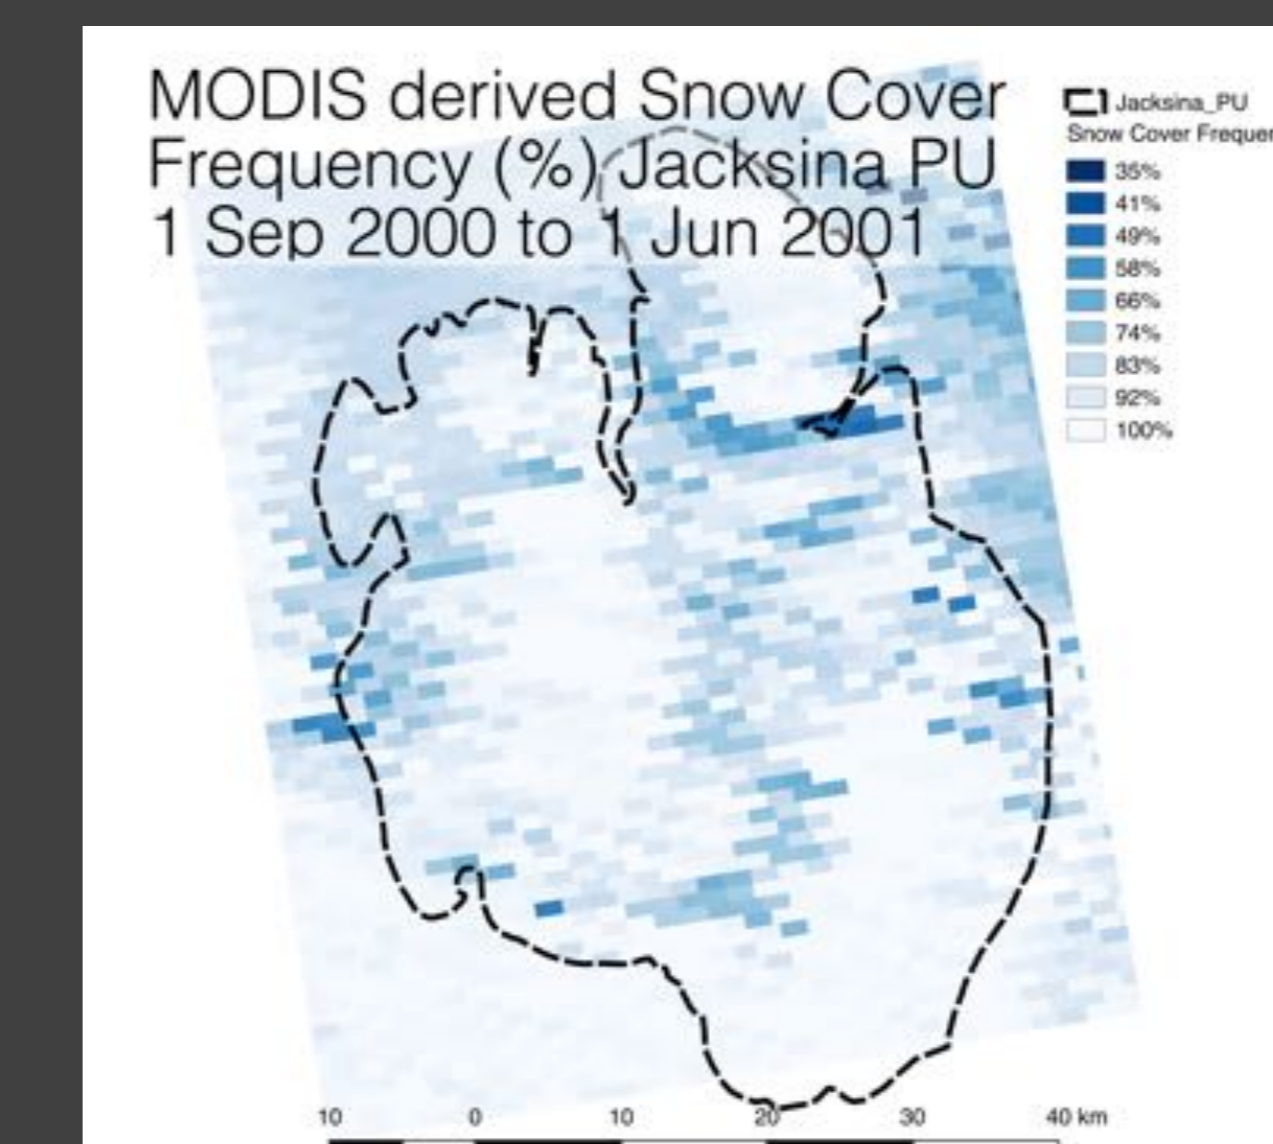 MODIS derived Snow Cover
Frequency (%) Jacksina PU
1 Sep 2000 to 1 Jun 2001
Jacksina_PU
Snow Cover Frequen
35%
41%
49%
58%
66%
74%
83%
92%
100%
10 0 10 20 30 40 km